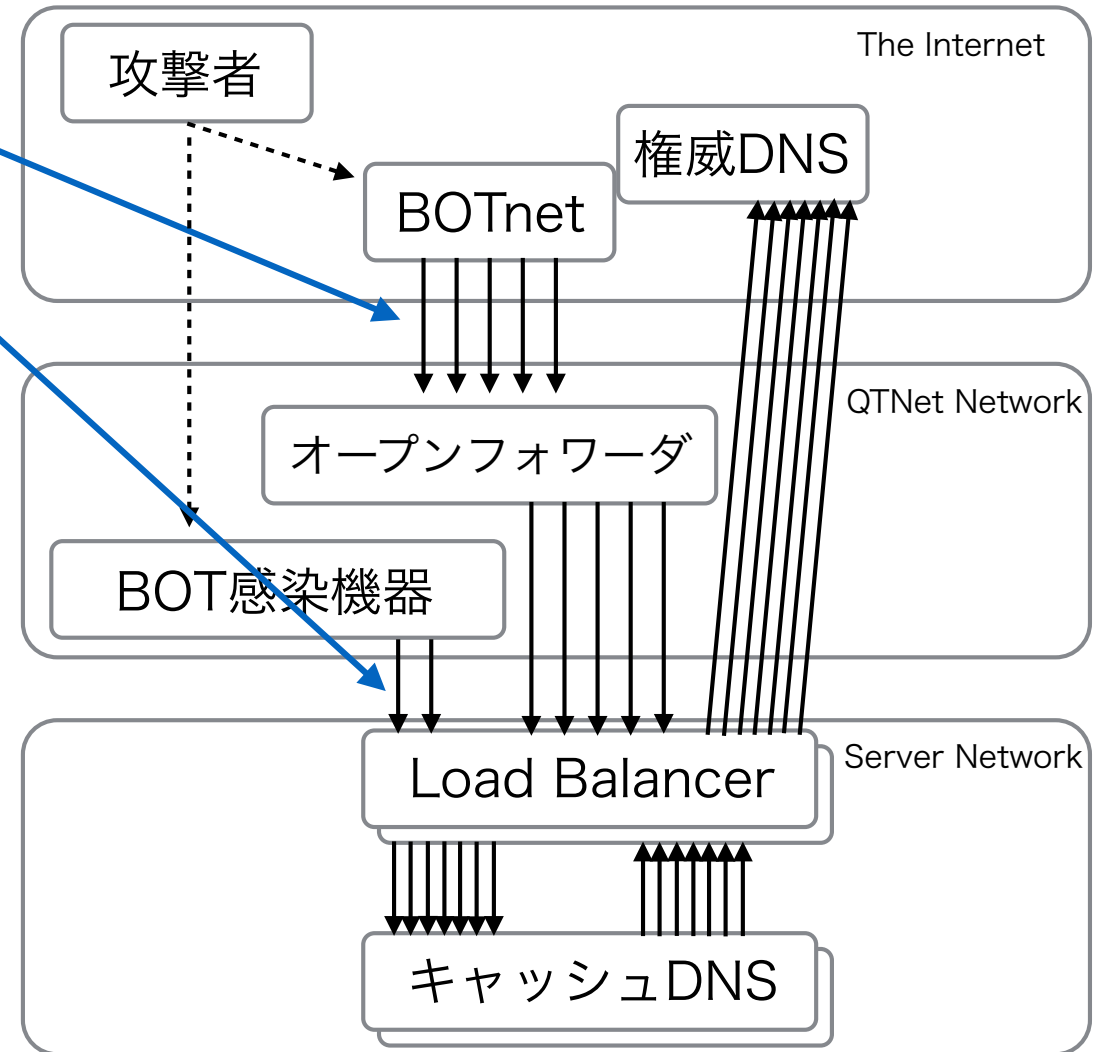 The Internet
攻撃者
権威DNS
BOTnet
QTNet Network
オープンフォワーダ
BOT感染機器
Server Network
Load Balancer
キャッシュDNS